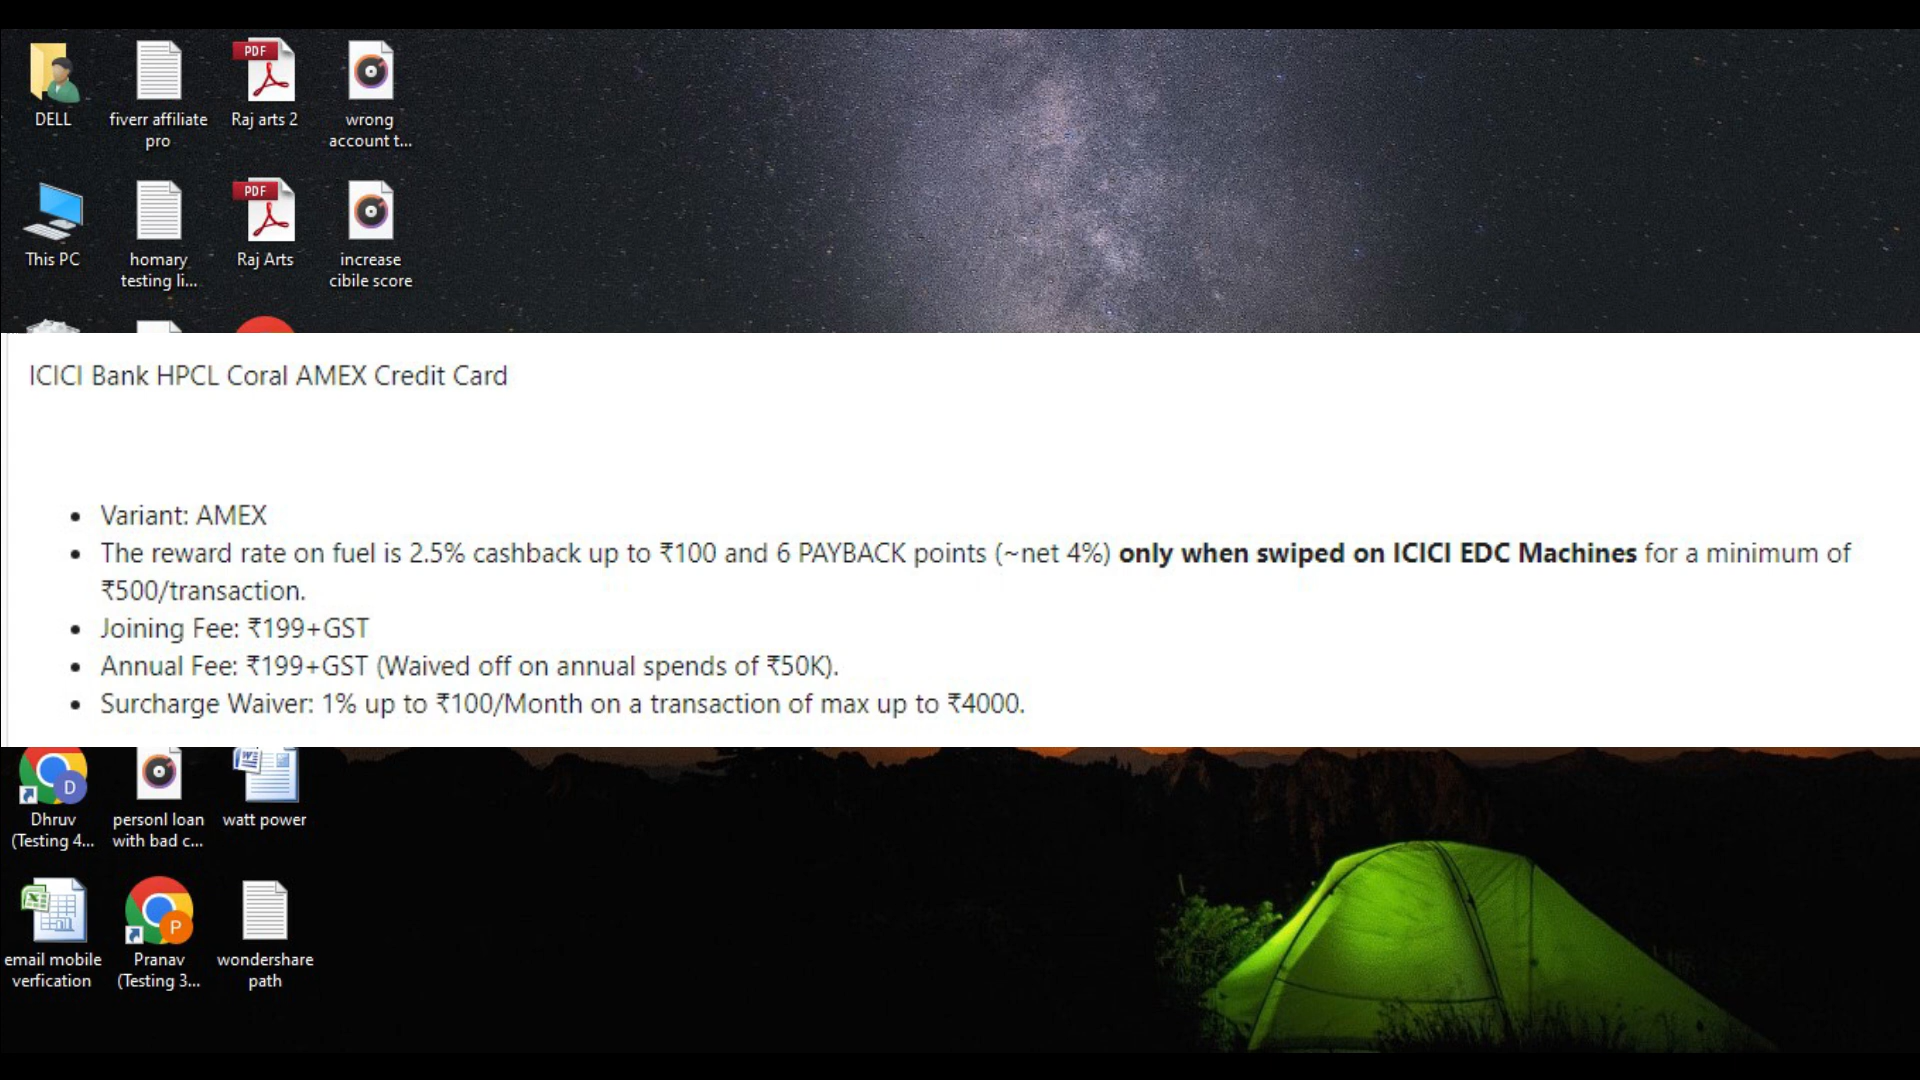 DELL
fiverr affiliate
pro
PDF
Raj arts 2
wrong
account t...
This PC
homary
testing li...
PDF
Raj Arts
increase
cibile score
ICICI Bank HPCL Coral AMEX Credit Card
• Variant: AMEX
• The reward rate on fuel is 2.5% cashback up to ₹100 and 6 PAYBACK points (~net 4%) only when swiped on ICICI EDC Machines for a minimum of
₹500/transaction.
• Joining Fee: ₹199+GST
• Annual Fee: ₹199+GST (Waived off on annual spends of ₹50K).
• Surcharge Waiver: 1% up to ₹100/Month on a transaction of max up to ₹4000.
D
Dhruv
(Testing 4...
personl loan
with bad c...
W
watt power
X
email mobile
verfication
P
Pranav
(Testing 3...
wondershare
path